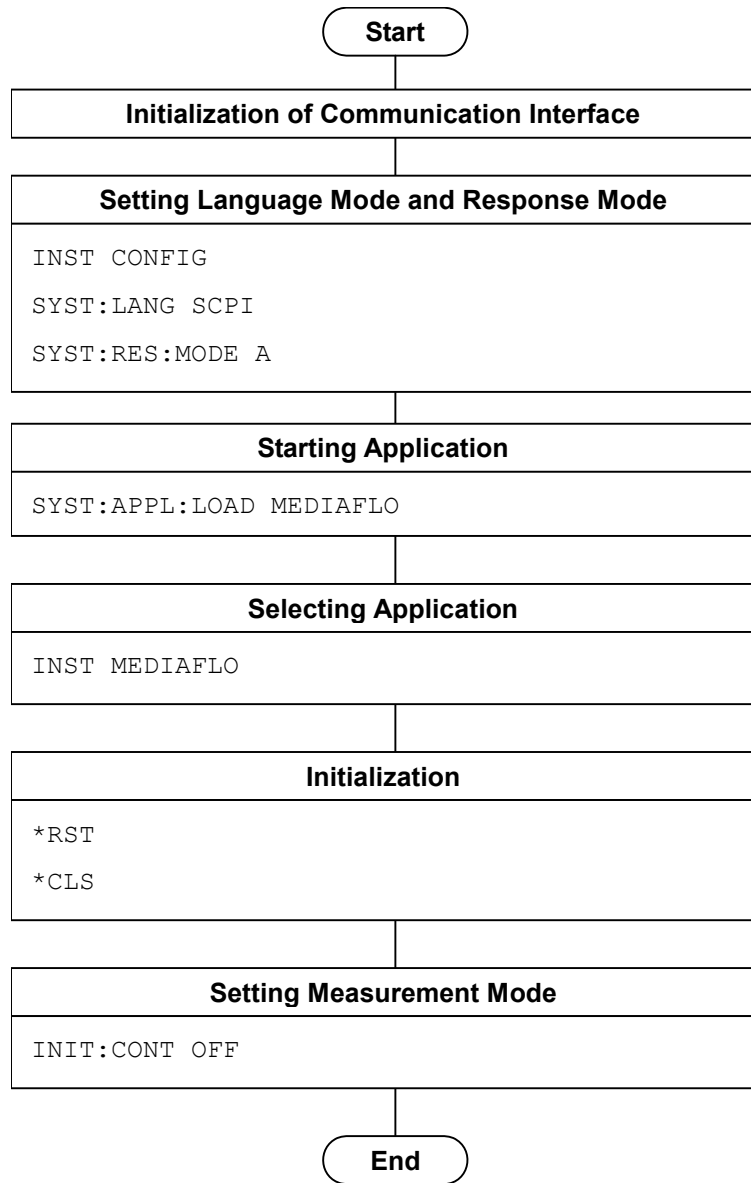 Start
Initialization of Communication Interface
Setting Language Mode and Response Mode
INST CONFIG
SYST:LANG SCPI
SYST:RES:MODE A
Starting Application
SYST:APPL:LOAD MEDIAFLO
Selecting Application
INST MEDIAFLO
Initialization
*RST
*CLS
Setting Measurement Mode
INIT:CONT OFF
End